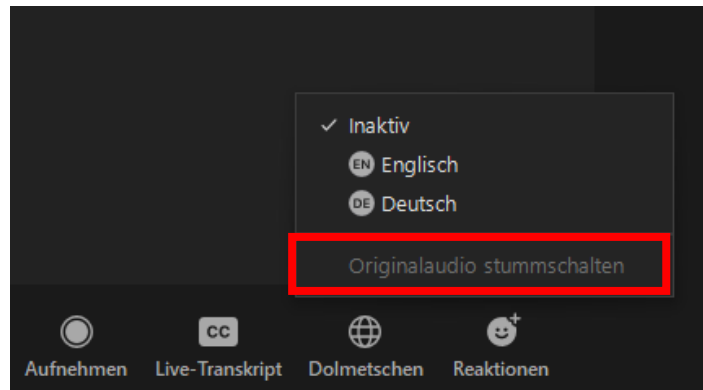 Inaktiv
EN Englisch
DE Deutsch
Originalaudio stummschalten
CC
Aufnehmen Live-Transkript Dolmetschen Reaktionen